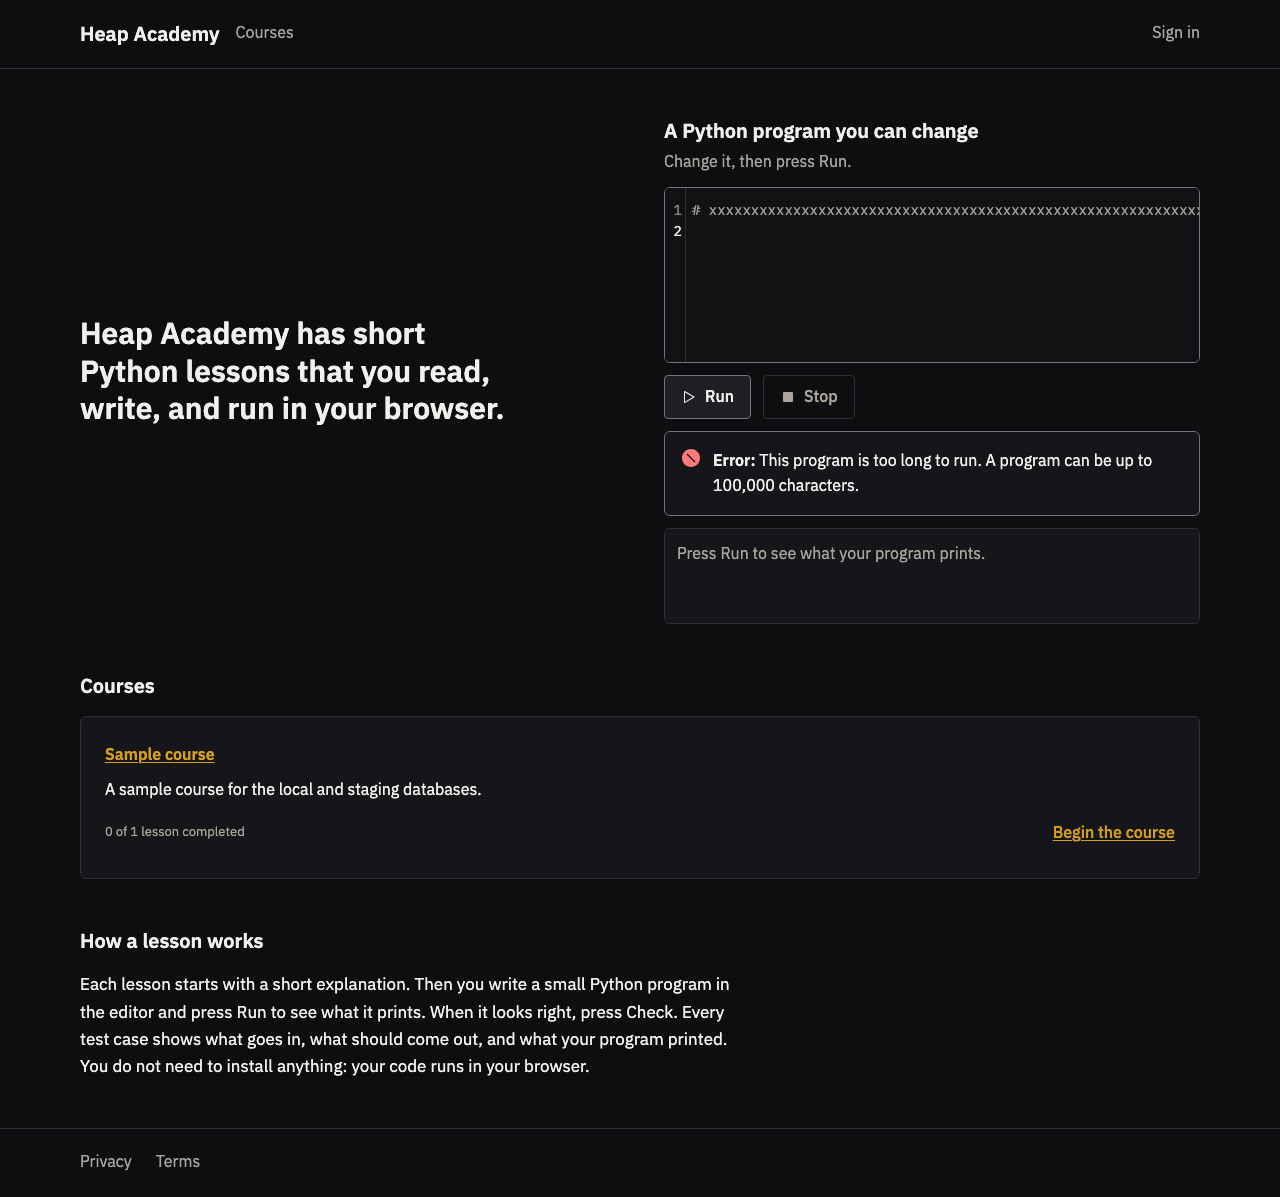 Heap Academy
Courses
Sign in
Heap Academy has short
Python lessons that you read,
write, and run in your browser.
A Python program you can change
Change it, then press Run.
1
# xxxxxxxxxxxxxxxxxxxxxxxxxxxxxxxxxxxxxxxxxxxxxxxxxxxxxxxxxxx
2
Run
Stop
Error: This program is too long to run. A program can be up to
100,000 characters.
Press Run to see what your program prints.
Courses
Sample course
A sample course for the local and staging databases.
0 of 1 lesson completed
Begin the course
How a lesson works
Each lesson starts with a short explanation. Then you write a small Python program in
the editor and press Run to see what it prints. When it looks right, press Check. Every
test case shows what goes in, what should come out, and what your program printed.
You do not need to install anything: your code runs in your browser.
Privacy
Terms